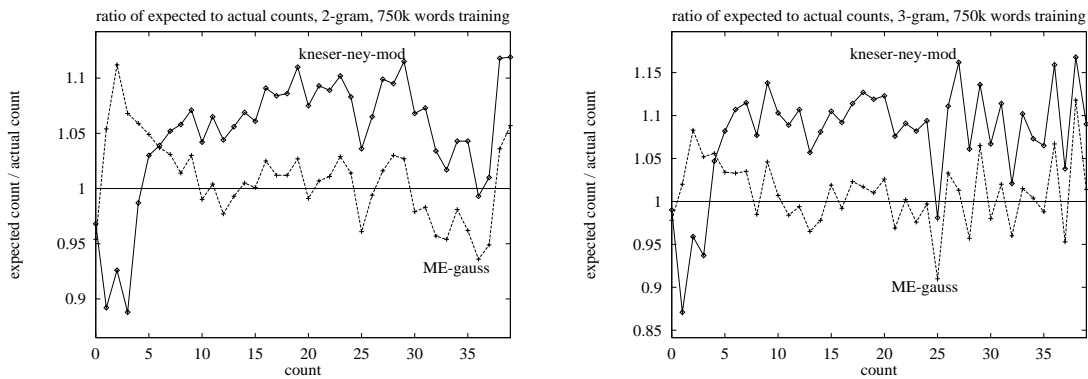 ratio of expected to actual counts, 2-gram, 750k words training
kneser-ney-mod
1.1
1.05
1
0.95
0.9
ME-gauss
expected count / actual count
0 5 10 15 20 25 30 35
count
ratio of expected to actual counts, 3-gram, 750k words training
kneser-ney-mod
1.15
1.1
1.05
1
0.95
0.9
0.85
ME-gauss
expected count / actual count
0 5 10 15 20 25 30 35
count